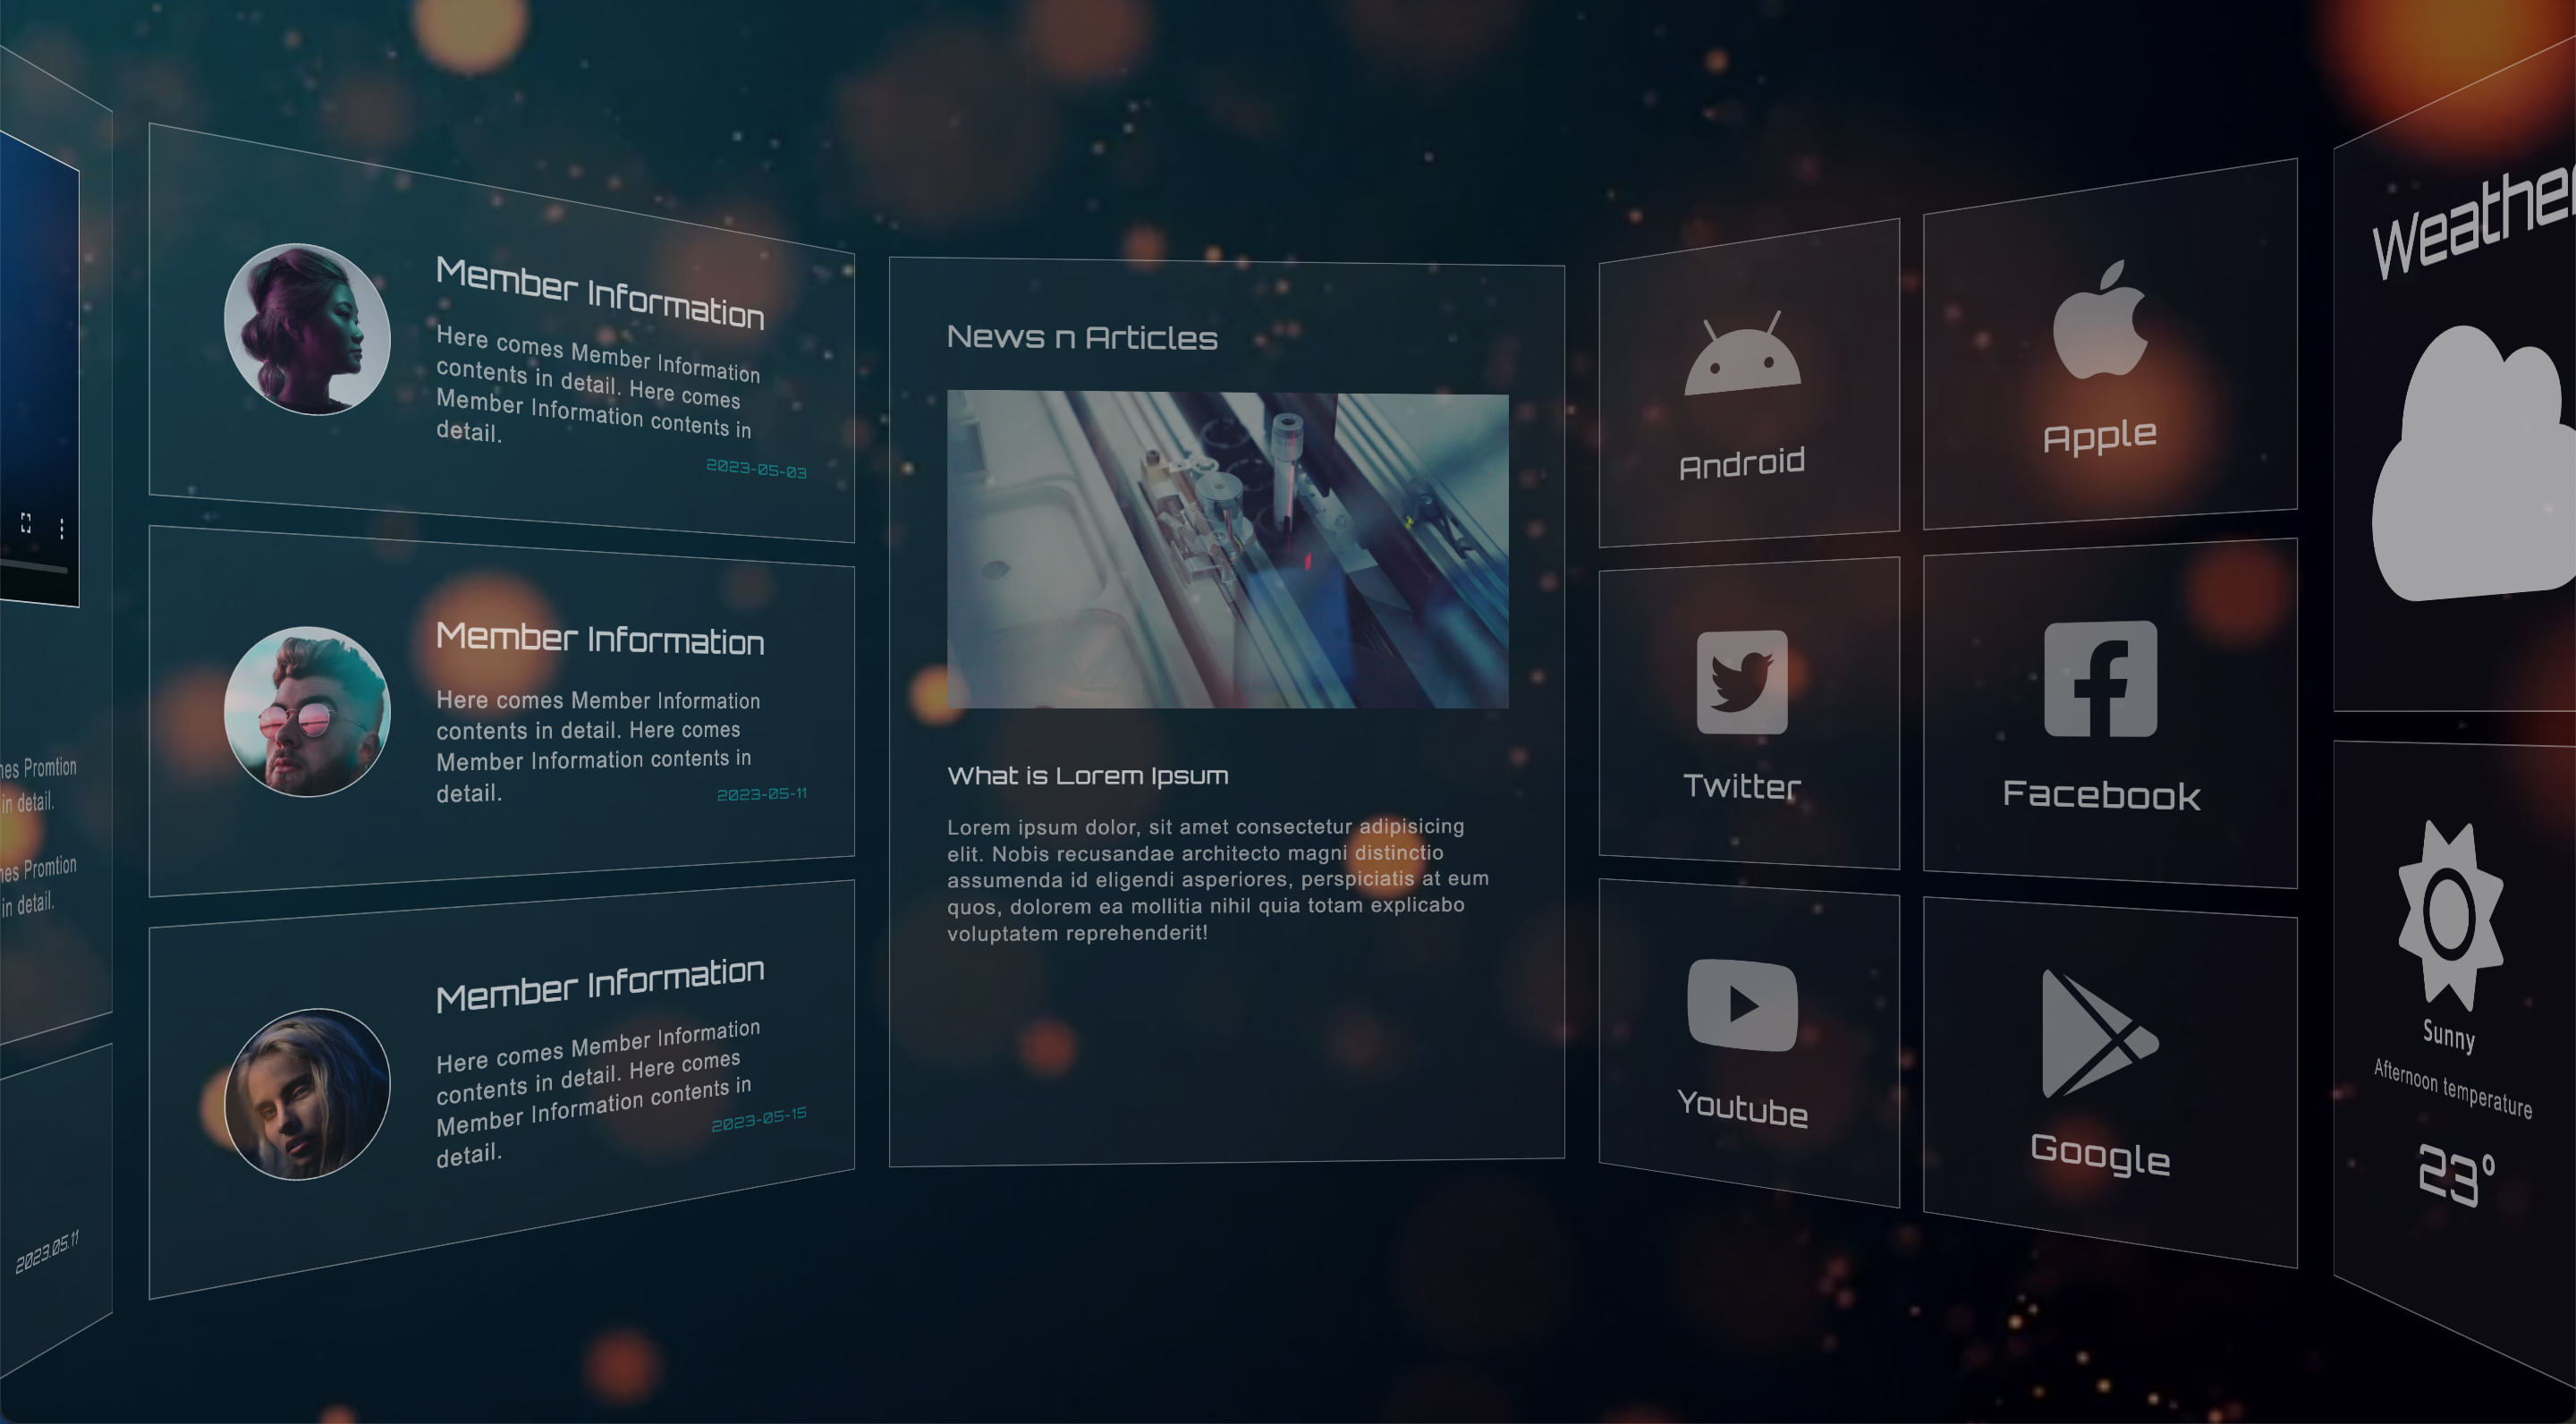 nes Promtion
in detail.
nes Promtion
in detail.
2023.05.11
Member Information
Here comes Member Information
contents in detail. Here comes
Member Information contents in
detail.
2023-05-03
Member Information
Here comes Member Information
contents in detail. Here comes
Member Information contents in
detail.
2023-05-11
Member Information
Here comes Member Information
contents in detail. Here comes
Member Information contents in
detail.
2023-05-15
News n Articles
What is Lorem Ipsum
Lorem ipsum dolor, sit amet consectetur adipisicing
elit. Nobis recusandae architecto magni distinctio
assumenda id eligendi asperiores, perspiciatis at eum
quos, dolorem ea mollitia nihil quia totam explicabo
voluptatem reprehenderit!
Android
Apple
Twitter
Facebook
Youtube
Google
Weather
Sunny
Afternoon temperature
23°